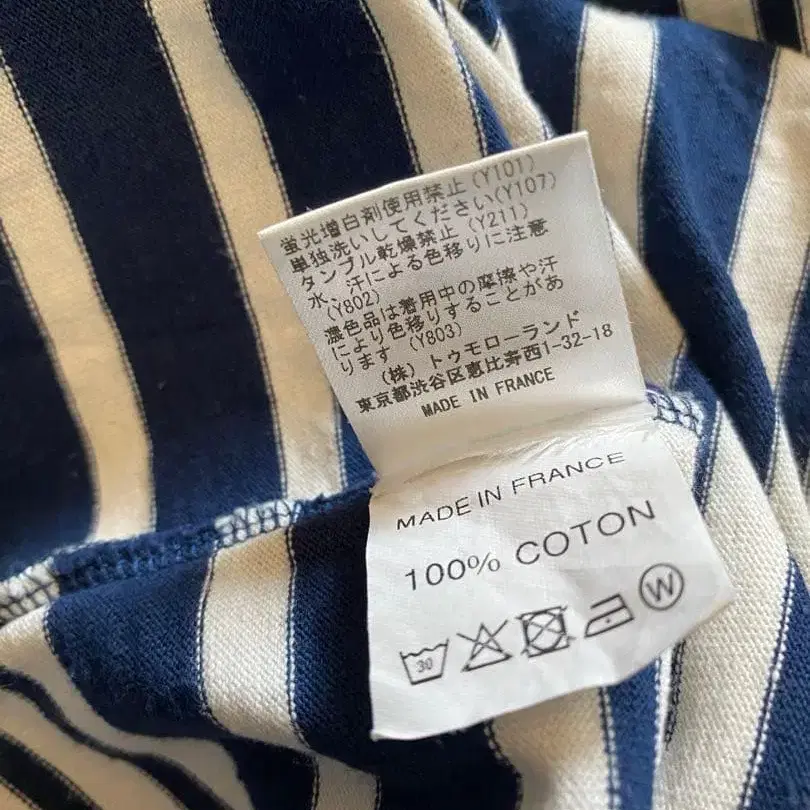 蛍光増白剤使用禁止(Y101)
単独洗いしてください(Y107)
タンブル乾燥禁止(Y211)
水、汗による色移りに注意
(Y802)
濃色品は着用中の摩擦や汗
により色移りすることがあ
ります(Y803)
(株)トゥモローランド
東京都渋谷区恵比寿西1-32-18
MADE IN FRANCE
MADE IN FRANCE
100% COTON
30
W